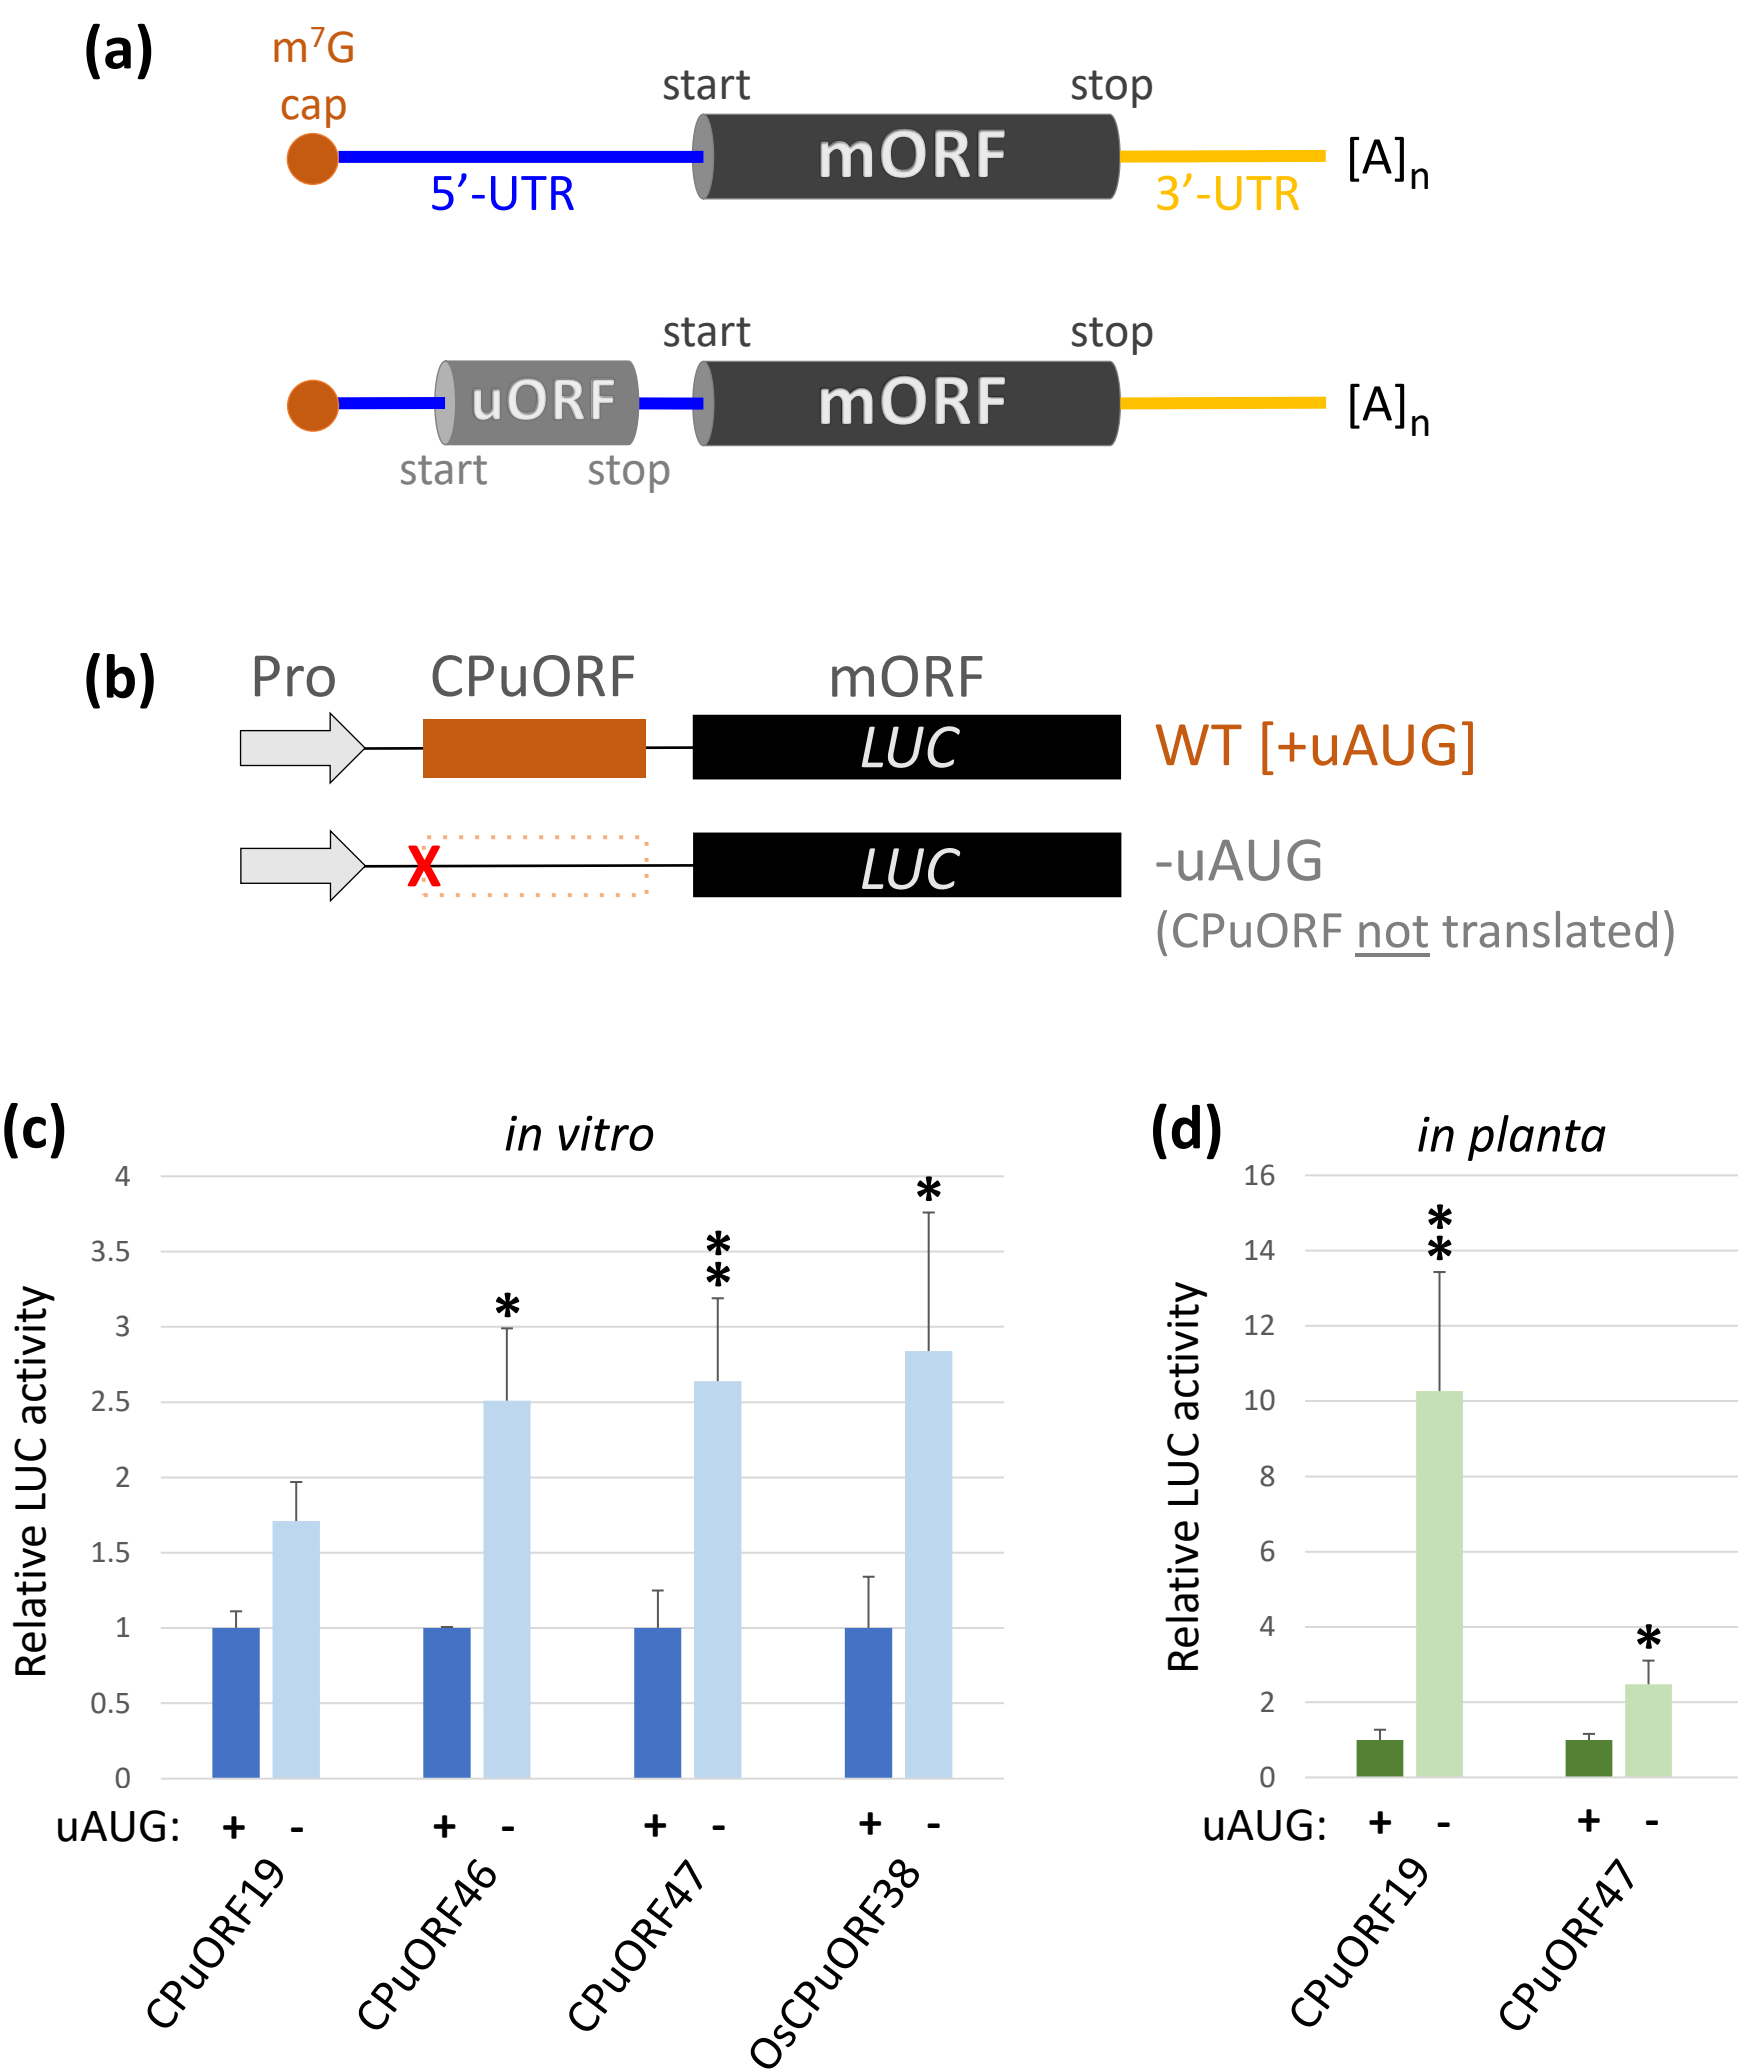 (a)
m⁷G
cap
start
stop
mORF
[A]n
5’-UTR
3’-UTR
start
stop
uORF
mORF
[A]n
start
stop
(b)
Pro
CPuORF
mORF
LUC
WT [+uAUG]
X
LUC
-uAUG
(CPuORF not translated)
(c)
in vitro
Relative LUC activity
4
3.5
3
2.5
2
1.5
1
0.5
0
*
**
*
uAUG: + - + - + - + -
CPuORF19
CPuORF46
CPuORF47
OsCPuORF38
(d)
in planta
Relative LUC activity
16
14
12
10
8
6
4
2
0
**
*
uAUG: + - + -
CPuORF19
CPuORF47